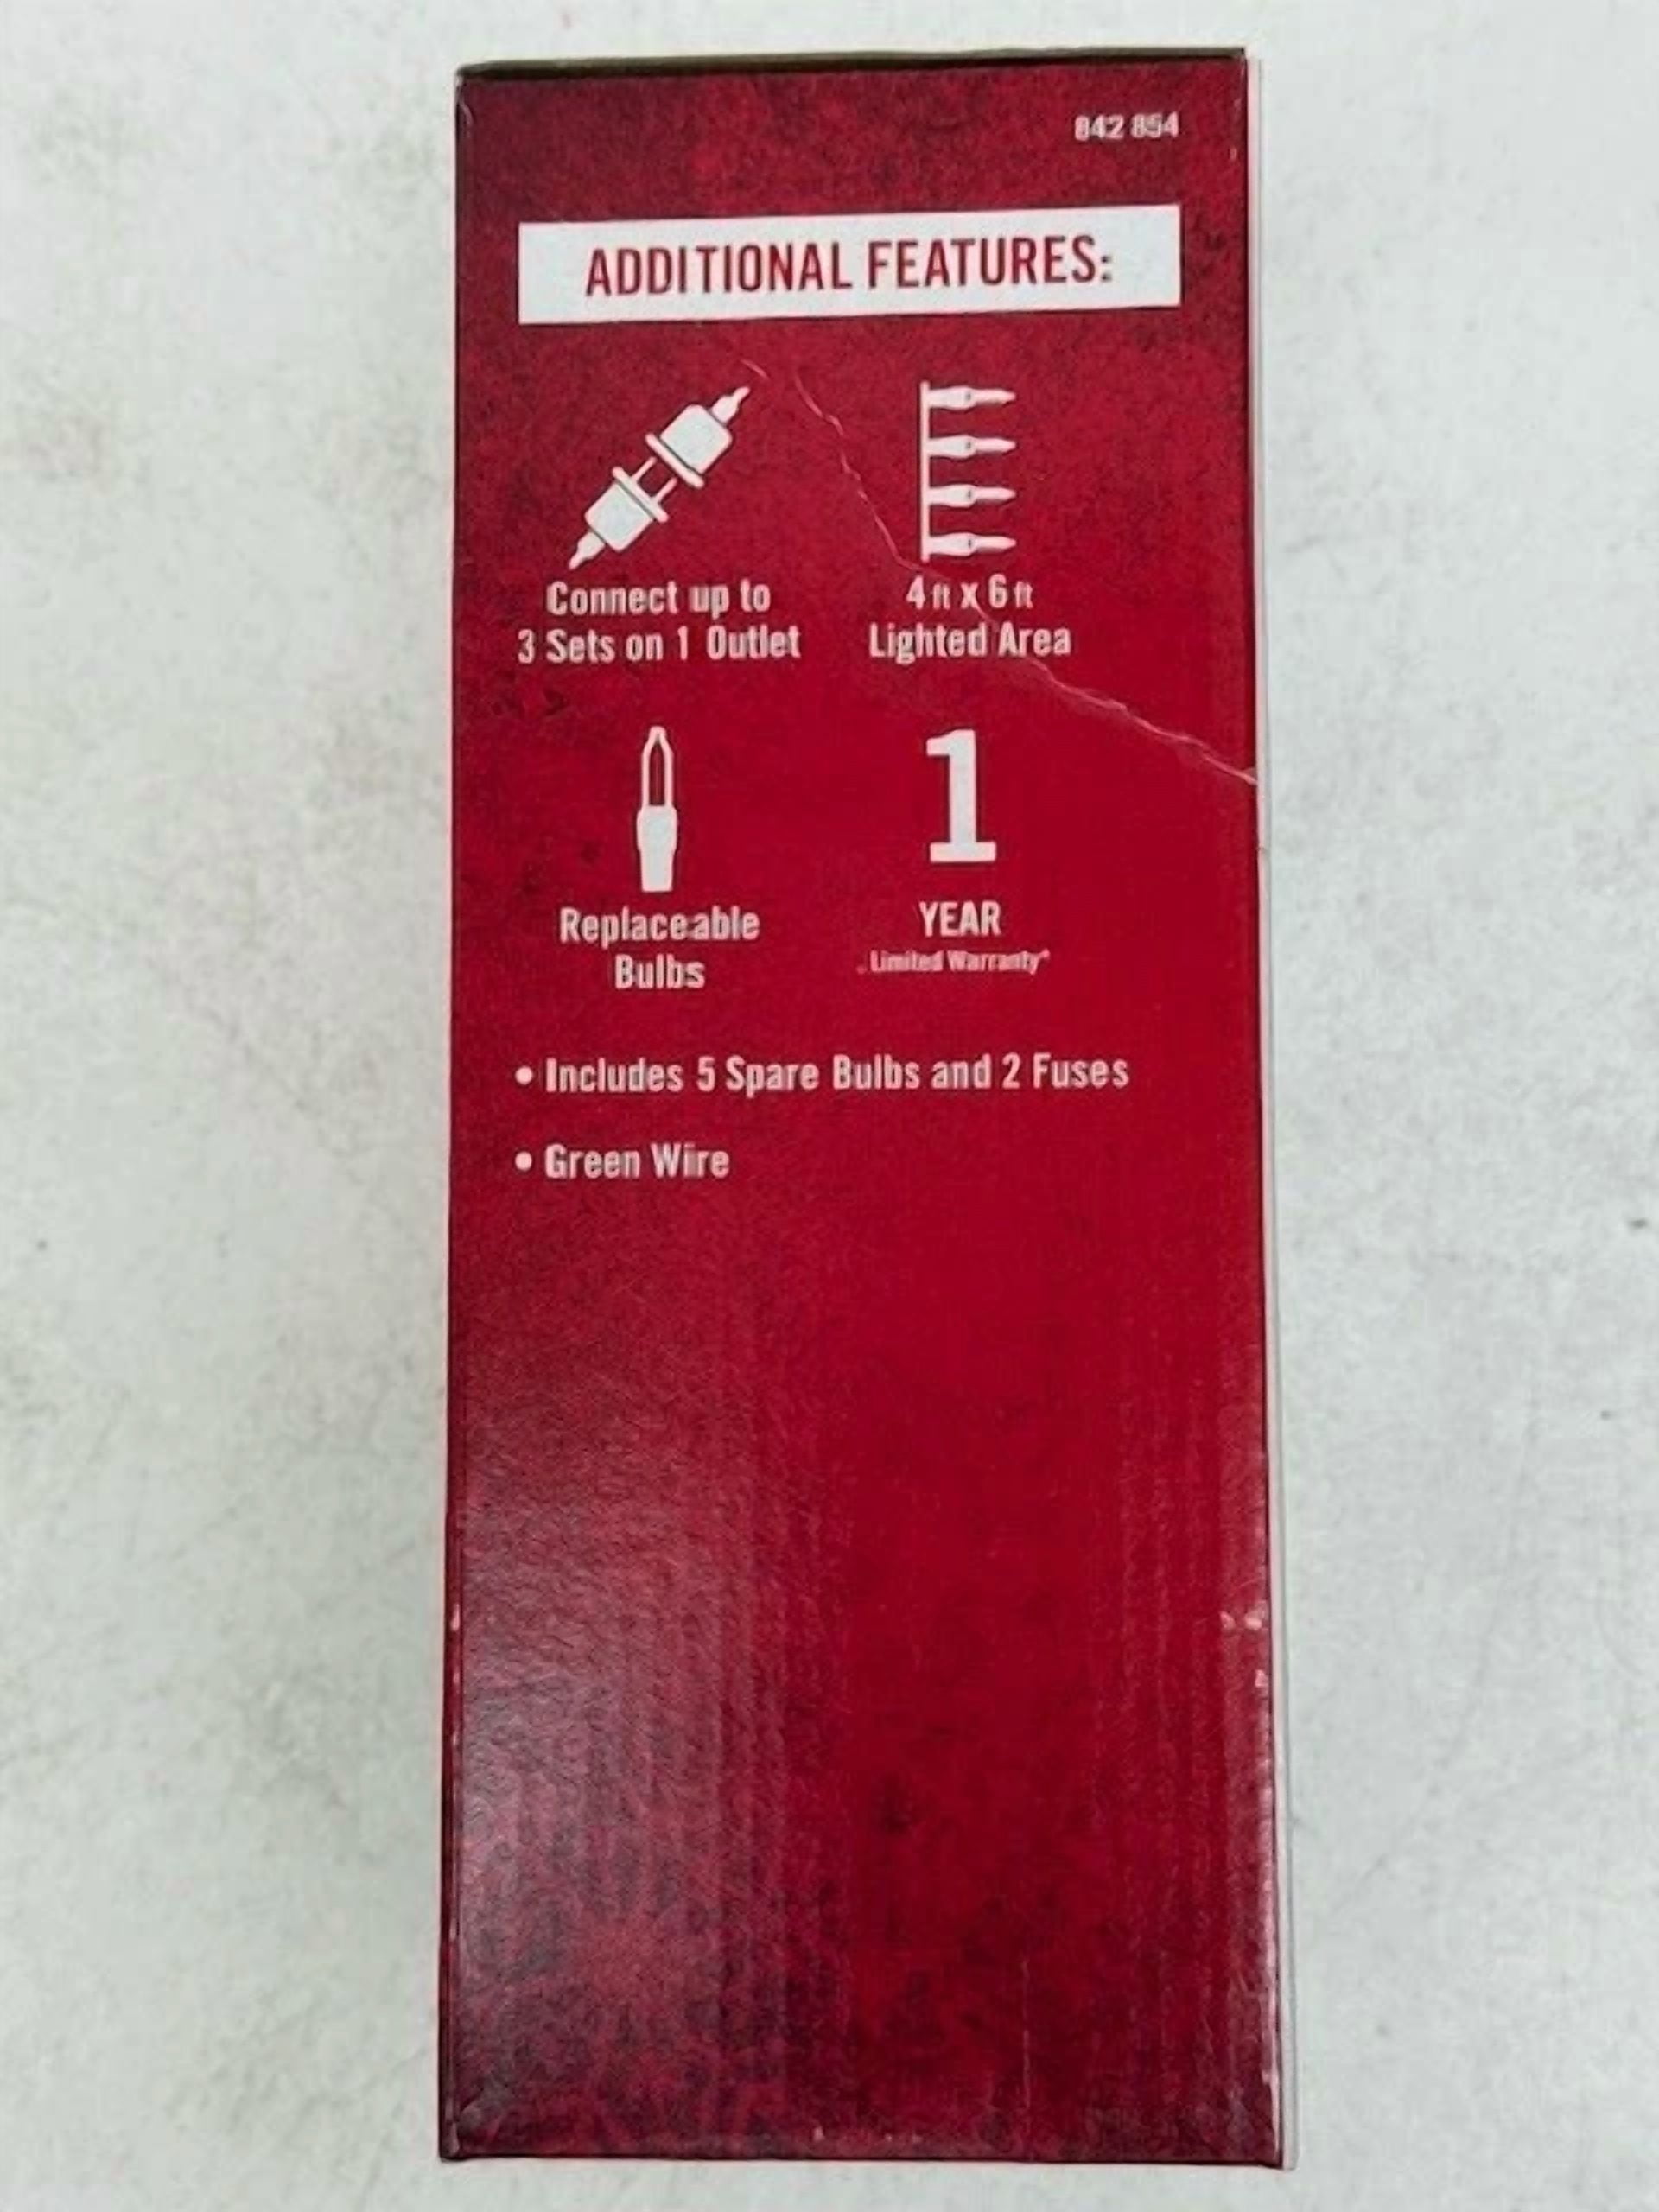 842 854
ADDITIONAL FEATURES:
Connect up to
3 Sets on 1 Outlet
4 ft x 6 ft
Lighted Area
Replaceable
Bulbs
1
YEAR
Limited Warranty*
• Includes 5 Spare Bulbs and 2 Fuses
• Green Wire